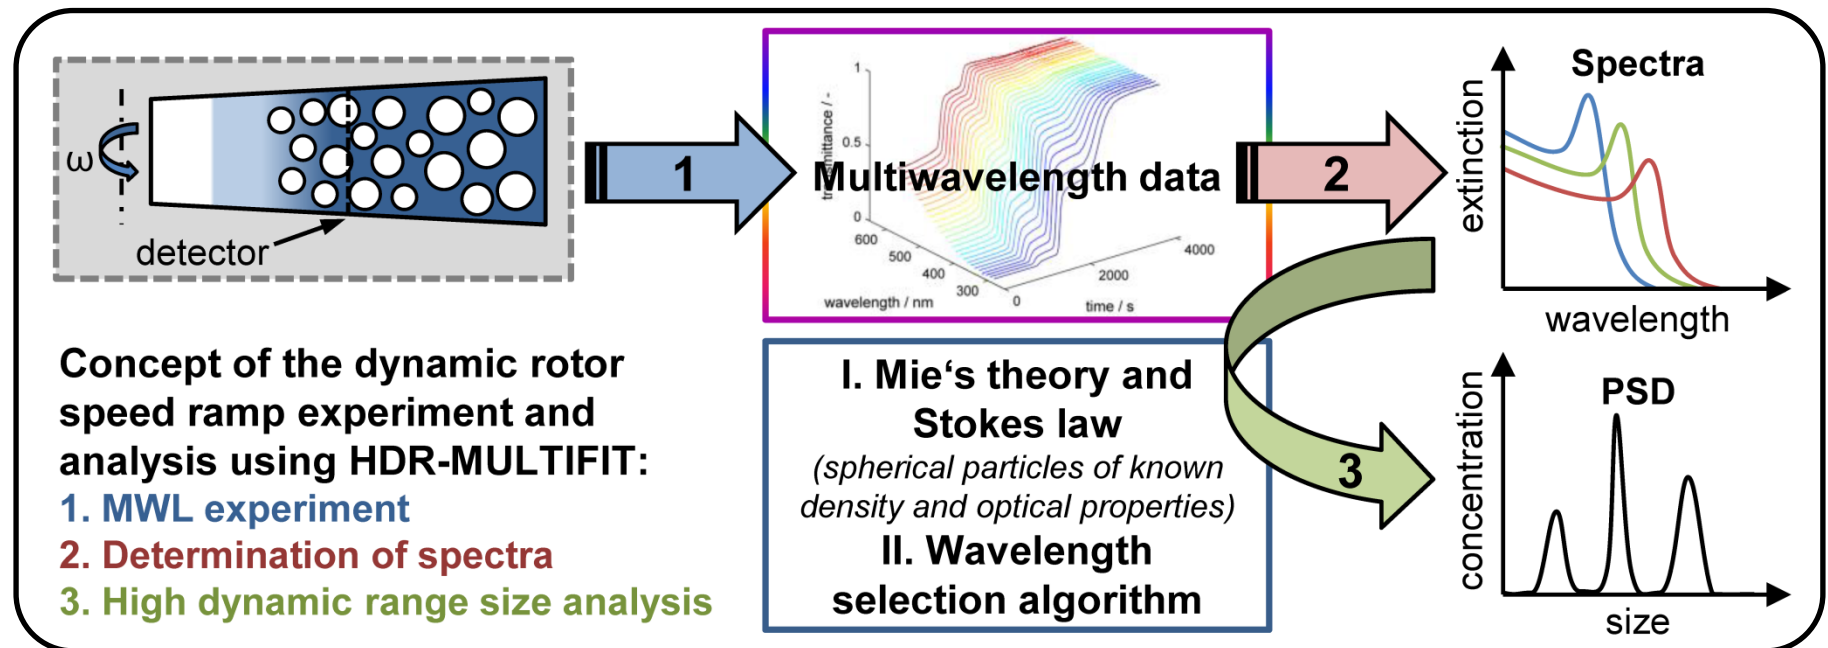 ω
detector
1
Multiwavelength data
transmittance / -
1
0.5
0
600
500
400
300
wavelength / nm
0
2000
4000
time / s
2
Spectra
extinction
wavelength
Concept of the dynamic rotor
speed ramp experiment and
analysis using HDR-MULTIFIT:
1. MWL experiment
2. Determination of spectra
3. High dynamic range size analysis
I. Mie‘s theory and
Stokes law
(spherical particles of known
density and optical properties)
II. Wavelength
selection algorithm
3
PSD
concentration
size